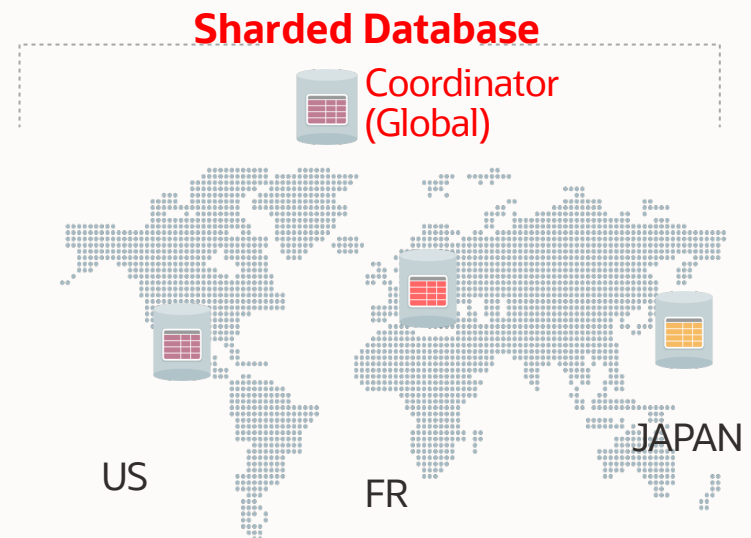 Sharded Database
Coordinator
(Global)
JAPAN
US
FR